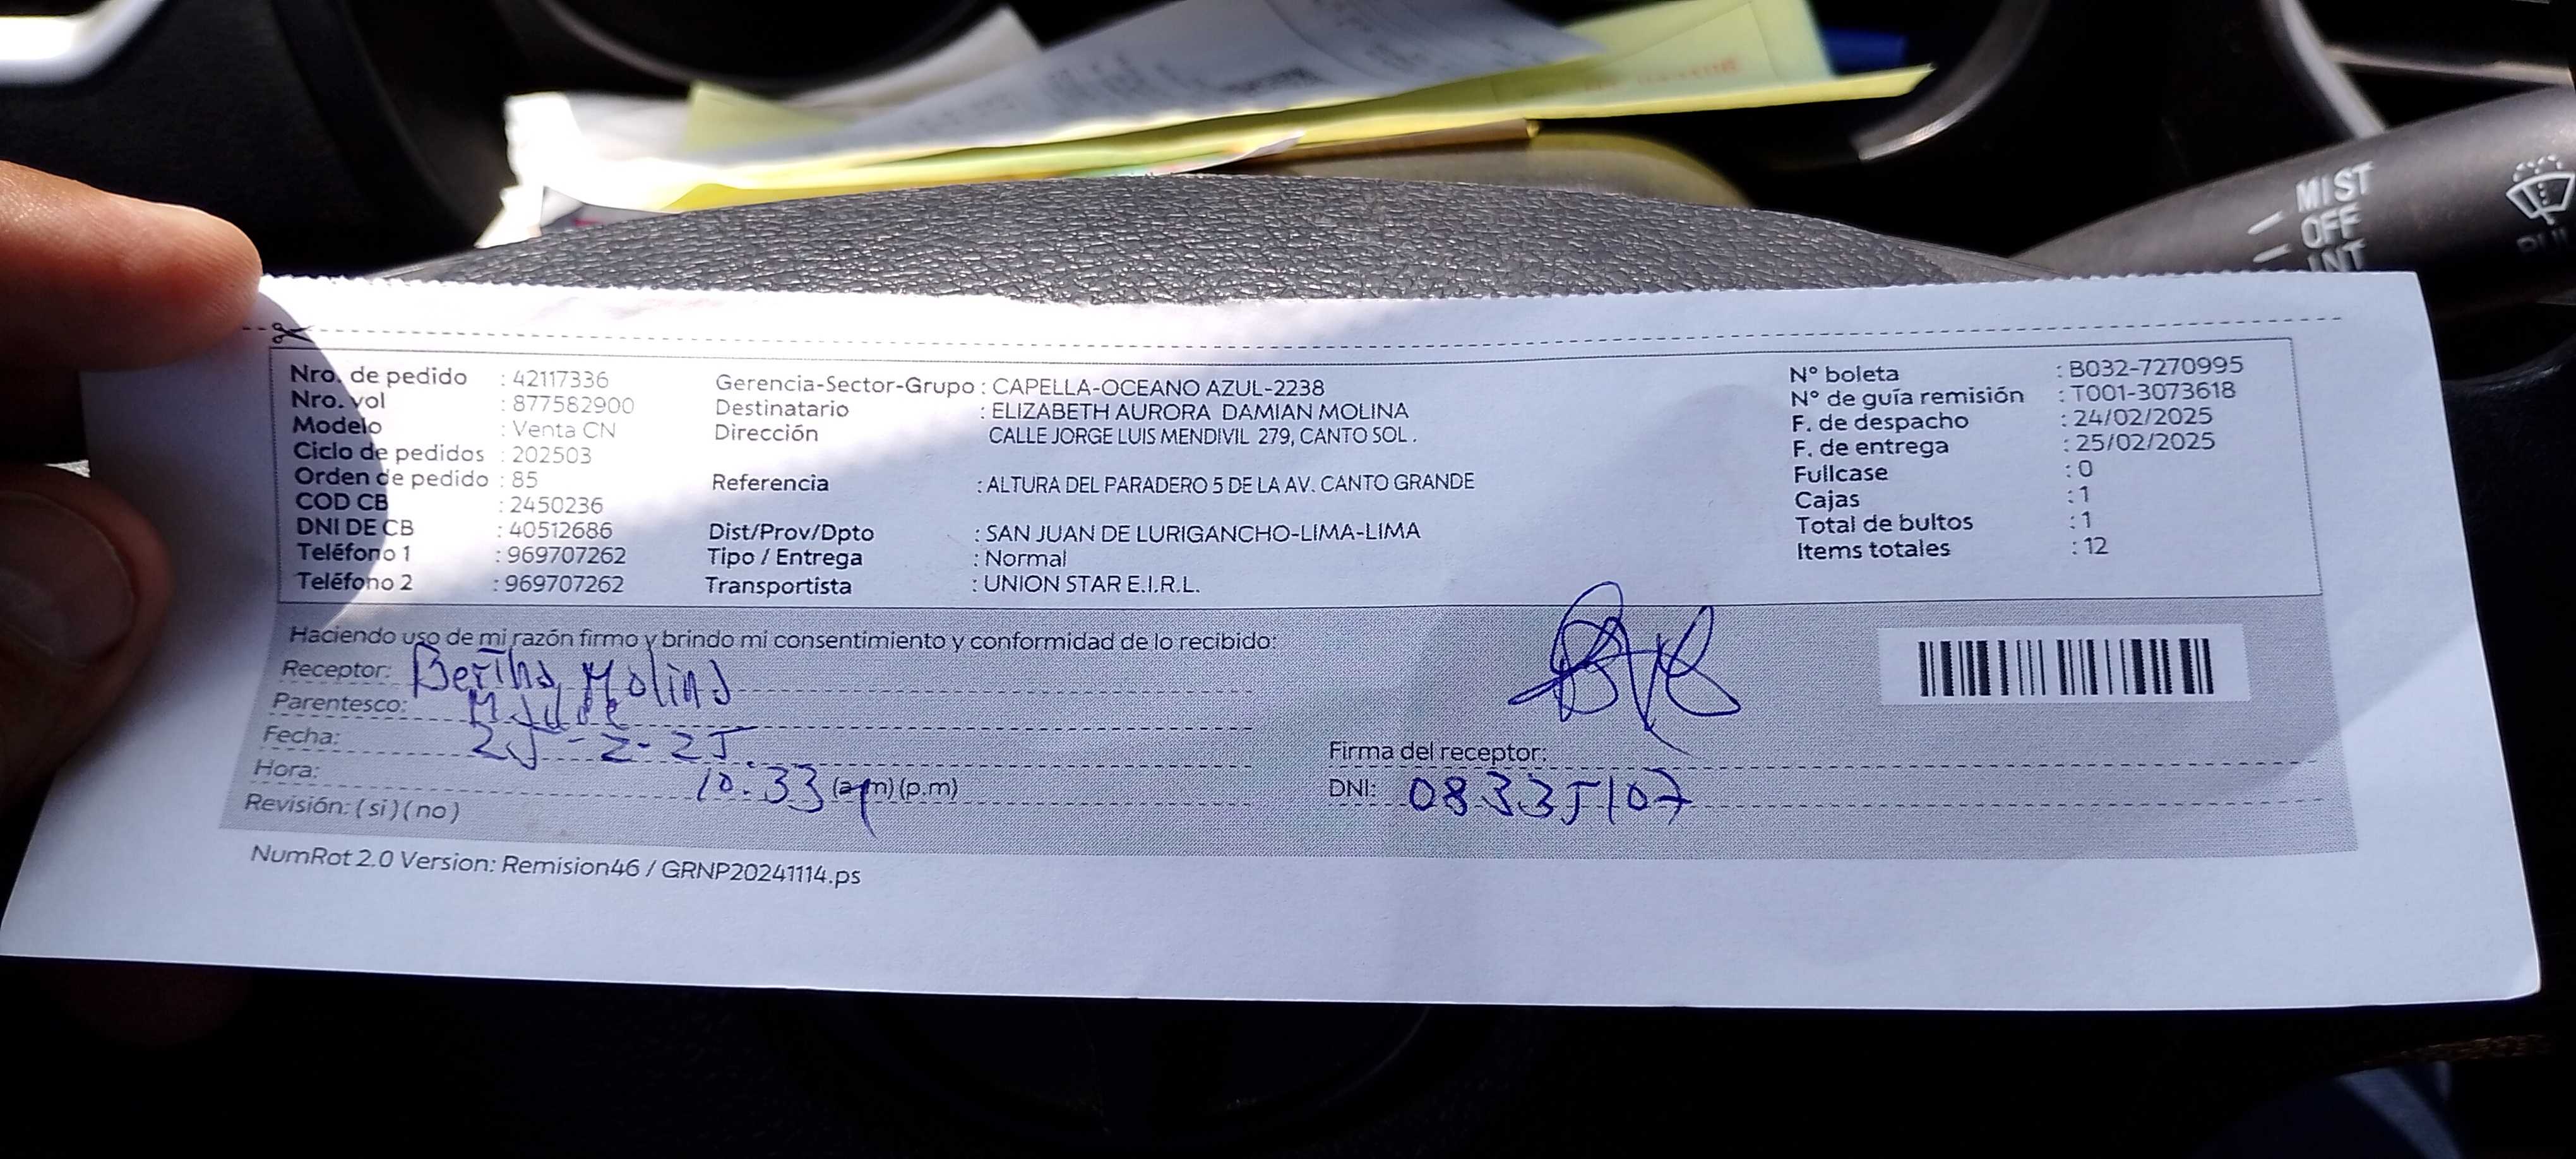 MIST
OFF
INT
Nro. de pedido : 42117336
Nro. vol : 877582900
Modelo : Venta CN
Ciclo de pedidos : 202503
Orden de pedido : 85
COD CB : 2450236
DNI DE CB : 40512686
Teléfono 1 : 969707262
Teléfono 2 : 969707262
Gerencia-Sector-Grupo : CAPELLA-OCEANO AZUL-2238
Destinatario : ELIZABETH AURORA DAMIAN MOLINA
Dirección CALLE JORGE LUIS MENDIVIL 279, CANTO SOL .
Referencia : ALTURA DEL PARADERO 5 DE LA AV. CANTO GRANDE
Dist/Prov/Dpto : SAN JUAN DE LURIGANCHO-LIMA-LIMA
Tipo / Entrega : Normal
Transportista : UNION STAR E.I.R.L.
N° boleta : B032-7270995
N° de guía remisión : T001-3073618
F. de despacho : 24/02/2025
F. de entrega : 25/02/2025
Fullcase : 0
Cajas : 1
Total de bultos : 1
Items totales : 12
Haciendo uso de mi razón firmo y brindo mi consentimiento y conformidad de lo recibido:
Receptor: Bertha Molina
Parentesco: Madre
Fecha: 25-2-25
Hora: 10:33 (a.m) (p.m)
Revisión: ( si ) ( no )
Firma del receptor:
DNI: 08335107
NumRot 2.0 Version: Remision46 / GRNP20241114.ps